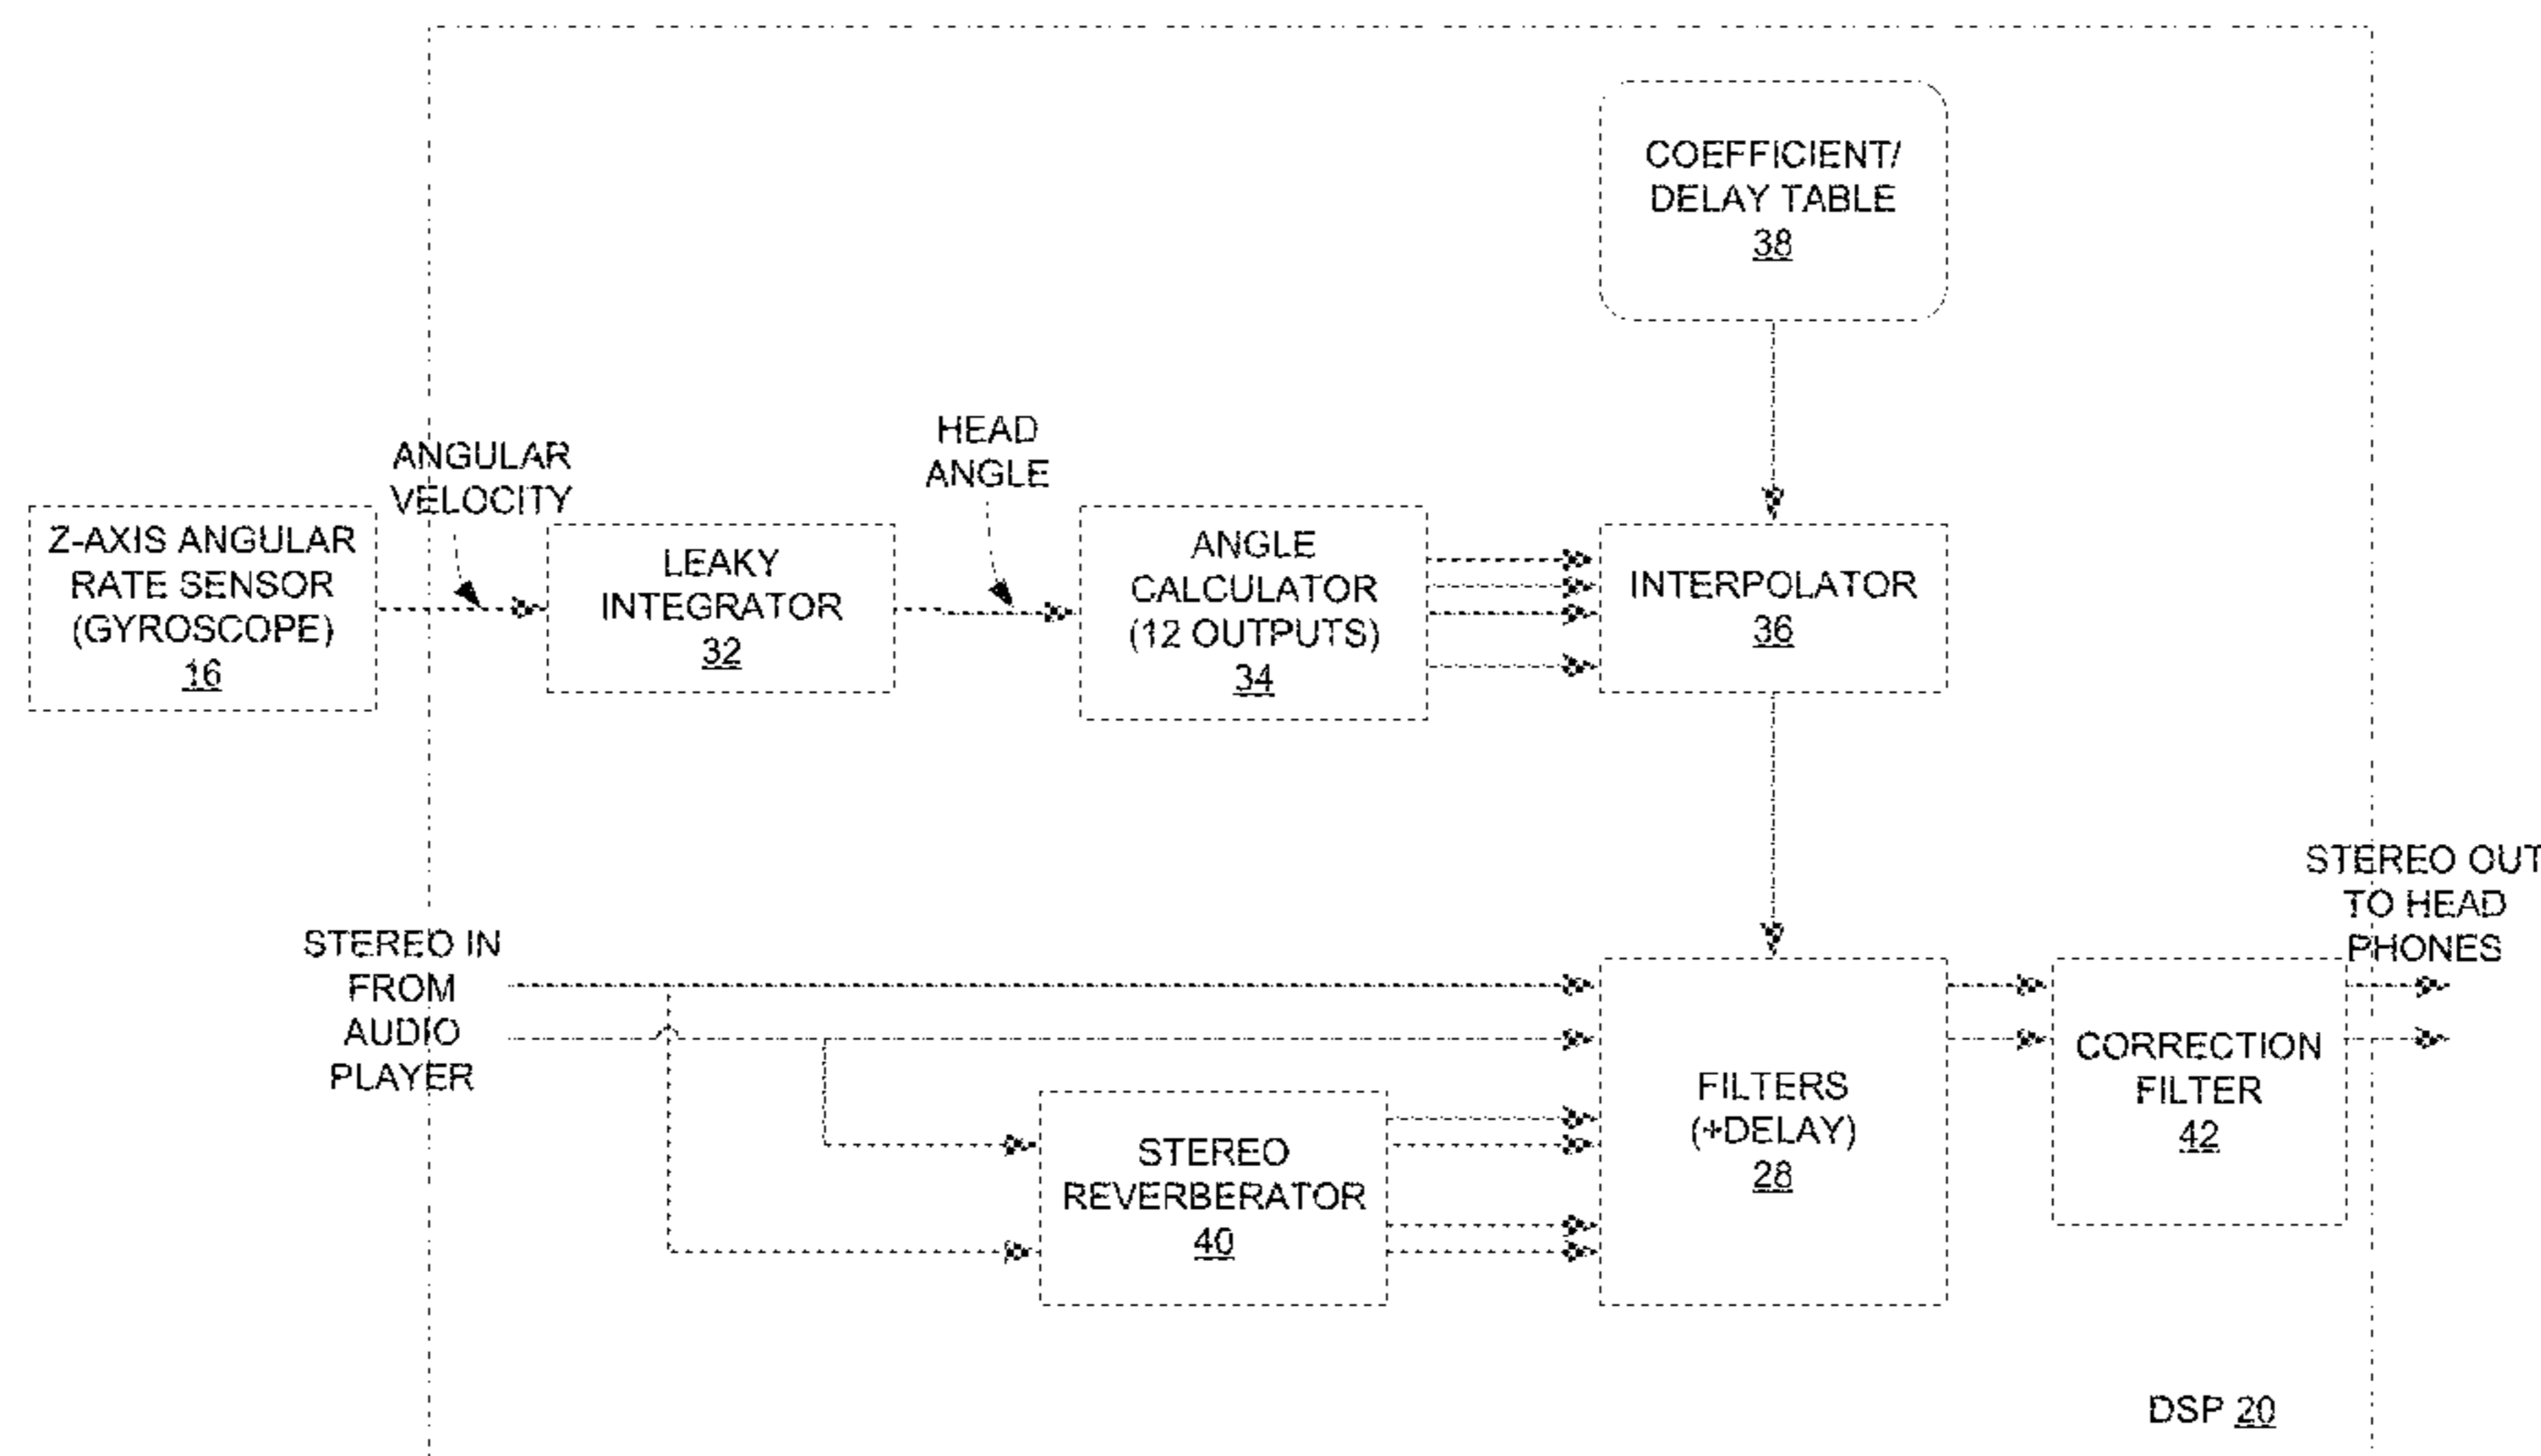 COEFFICIENT/
DELAY TABLE
38
ANGULAR
VELOCITY
HEAD
ANGLE
Z-AXIS ANGULAR
RATE SENSOR
(GYROSCOPE)
16
LEAKY
INTEGRATOR
32
ANGLE
CALCULATOR
(12 OUTPUTS)
34
INTERPOLATOR
36
STEREO IN
FROM
AUDIO
PLAYER
STEREO OUT
TO HEAD
PHONES
STEREO
REVERBERATOR
40
FILTERS
(+DELAY)
28
CORRECTION
FILTER
42
DSP 20